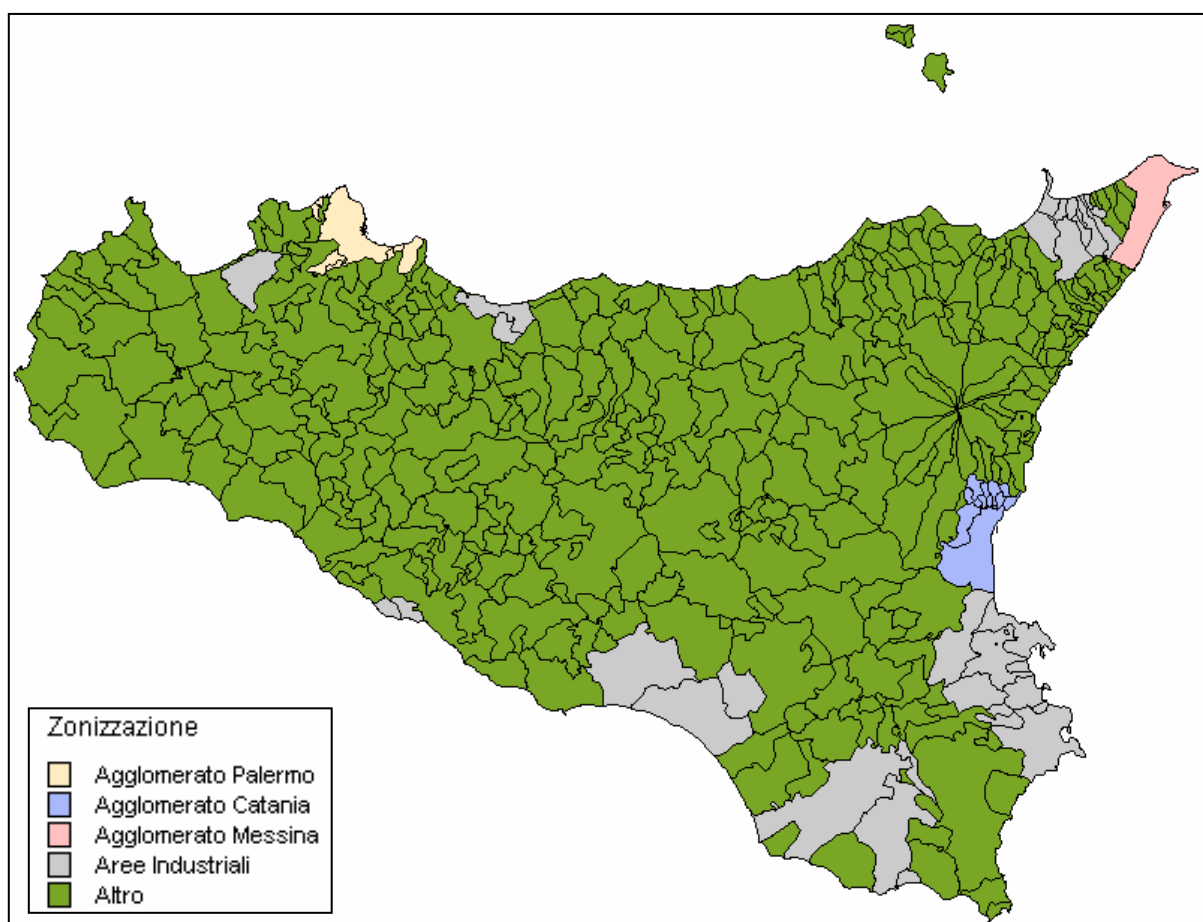 Zonizzazione
Agglomerato Palermo
Agglomerato Catania
Agglomerato Messina
Aree Industriali
Altro